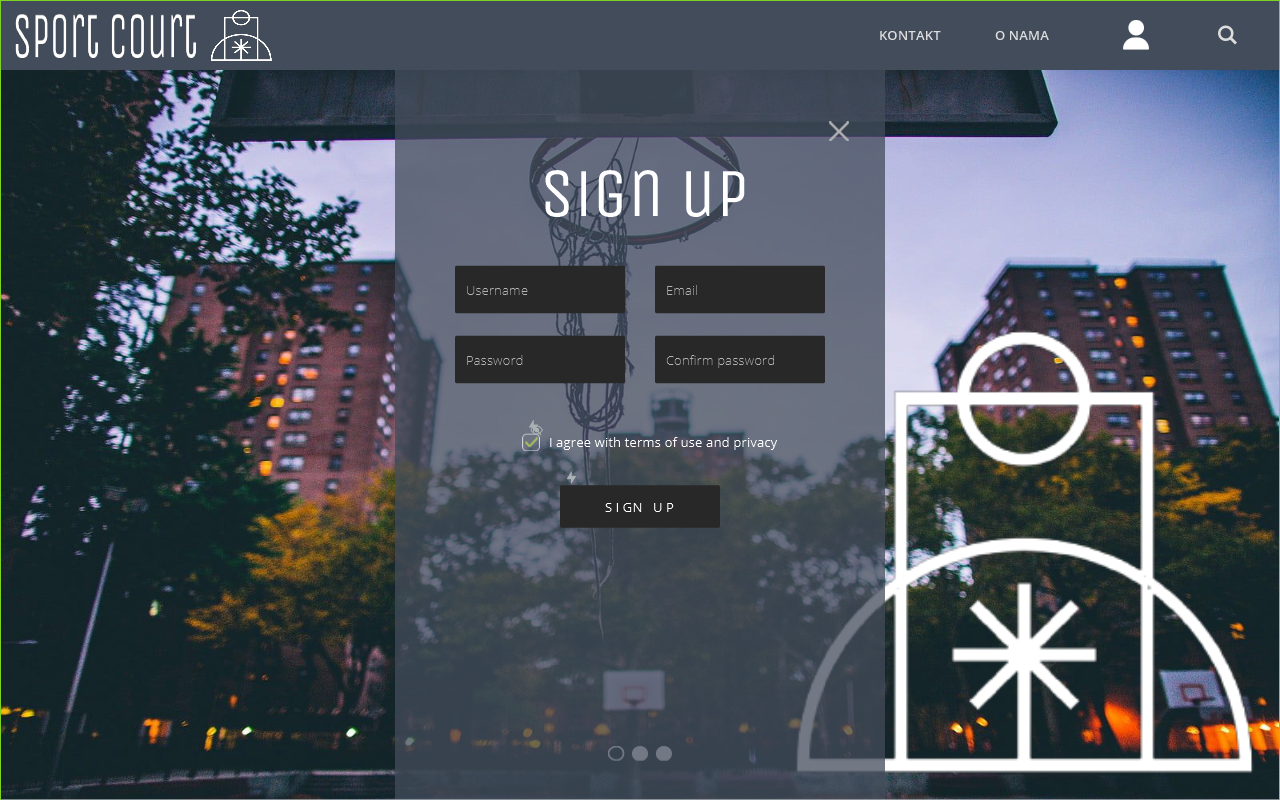 Sport Court
KONTAKT
O NAMA
SIGN UP
Username
Email
Password
Confirm password
I agree with terms of use and privacy
SIGN UP